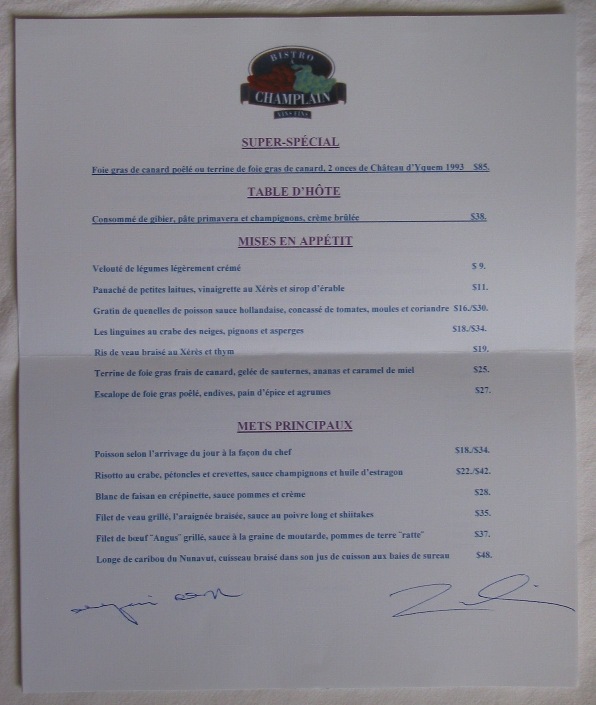 BISTRO
CHAMPLAIN
SUPER-SPÉCIAL
Foie gras de canard poêlé ou terrine de foie gras de canard, 2 onces de Château d'Yquem 1993 $85.
TABLE D'HÔTE
Consommé de gibier, pâte primavera et champignons, crème brûlée $38.
MISES EN APPÉTIT
Velouté de légumes légèrement crémé $ 9.
Panaché de petites laitues, vinaigrette au Xérès et sirop d'érable $11.
Gratin de quenelles de poisson sauce hollandaise, concassé de tomates, moules et coriandre $16./$30.
Les linguines au crabe des neiges, pignons et asperges $18./$34.
Ris de veau braisé au Xérès et thym $19.
Terrine de foie gras frais de canard, gelée de sauternes, ananas et caramel de miel $25.
Escalope de foie gras poêlé, endives, pain d'épice et agrumes $27.
METS PRINCIPAUX
Poisson selon l'arrivage du jour à la façon du chef $18./$34.
Risotto au crabe, pétoncles et crevettes, sauce champignons et huile d'estragon $22./$42.
Blanc de faisan en crépinette, sauce pommes et crème $28.
Filet de veau grillé, l'araignée braisée, sauce au poivre long et shiitakes $35.
Filet de bœuf "Angus" grillé, sauce à la graine de moutarde, pommes de terre "ratte" $37.
Longe de caribou du Nunavut, cuisseau braisé dans son jus de cuisson aux baies de sureau $48.